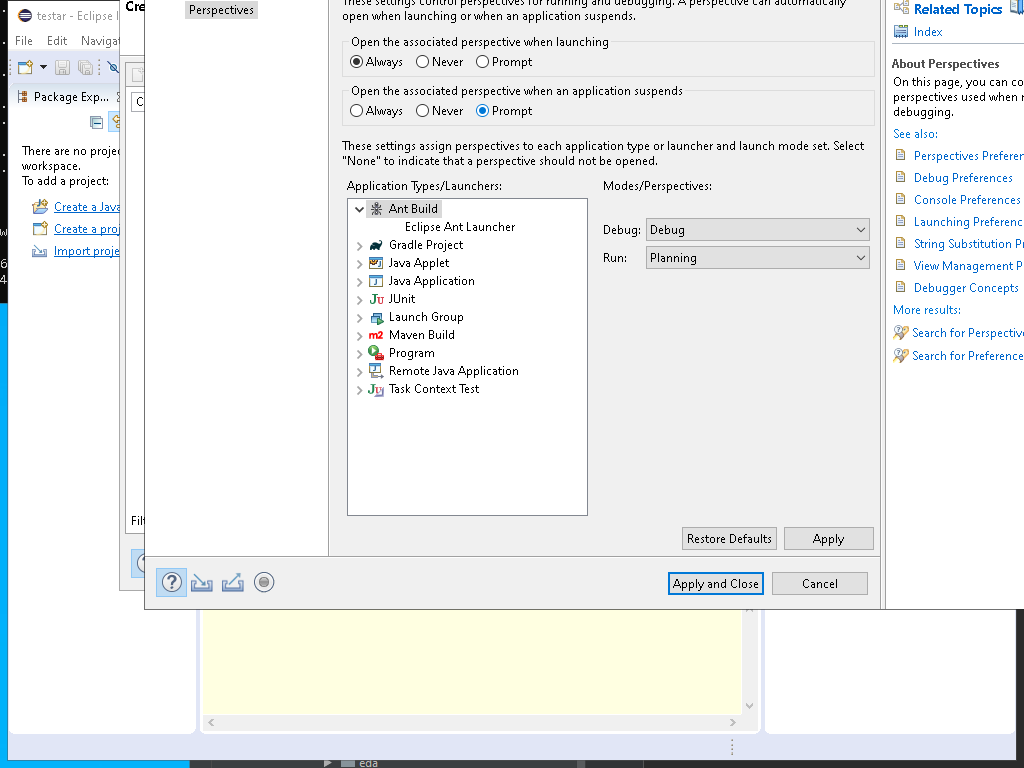 testar - Eclipse I
Cre
File Edit Navigat
Package Exp...
There are no proje
workspace.
To add a project:
Create a Java
Create a proj
Import proje
C
Filt
Perspectives
These settings control perspectives for running and debugging. A perspective can automatically
open when launching or when an application suspends.
Open the associated perspective when launching
Always Never Prompt
Open the associated perspective when an application suspends
Always Never Prompt
These settings assign perspectives to each application type or launcher and launch mode set. Select
"None" to indicate that a perspective should not be opened.
Application Types/Launchers: Modes/Perspectives:
Ant Build
Eclipse Ant Launcher
Gradle Project
Java Applet
Java Application
JUnit
Launch Group
Maven Build
Program
Remote Java Application
Task Context Test
Debug: Debug
Run: Planning
Restore Defaults Apply
Apply and Close Cancel
Related Topics
Index
About Perspectives
On this page, you can co
perspectives used when r
debugging.
See also:
Perspectives Preferen
Debug Preferences
Console Preferences
Launching Preferenc
String Substitution Pr
View Management P
Debugger Concepts
More results:
Search for Perspective
Search for Preference
eda